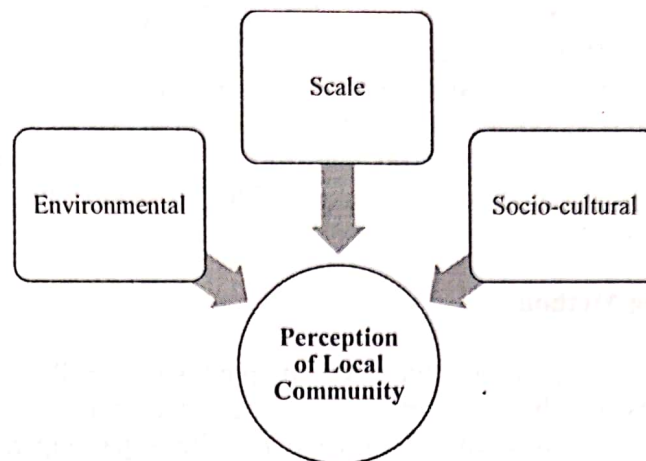 Scale
Environmental
Socio-cultural
Perception
of Local
Community